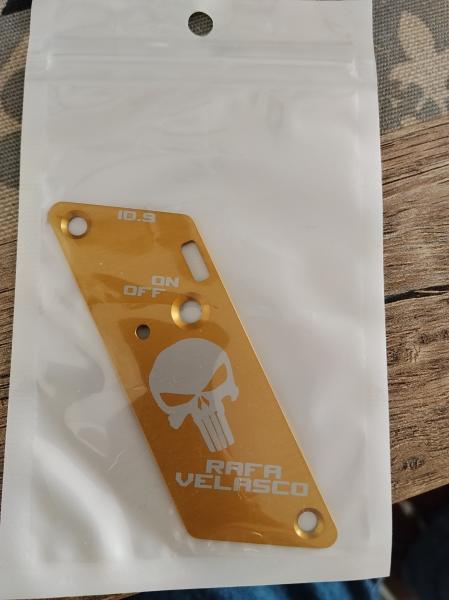 10.9
ON
OFF
RAFA
VELASCO